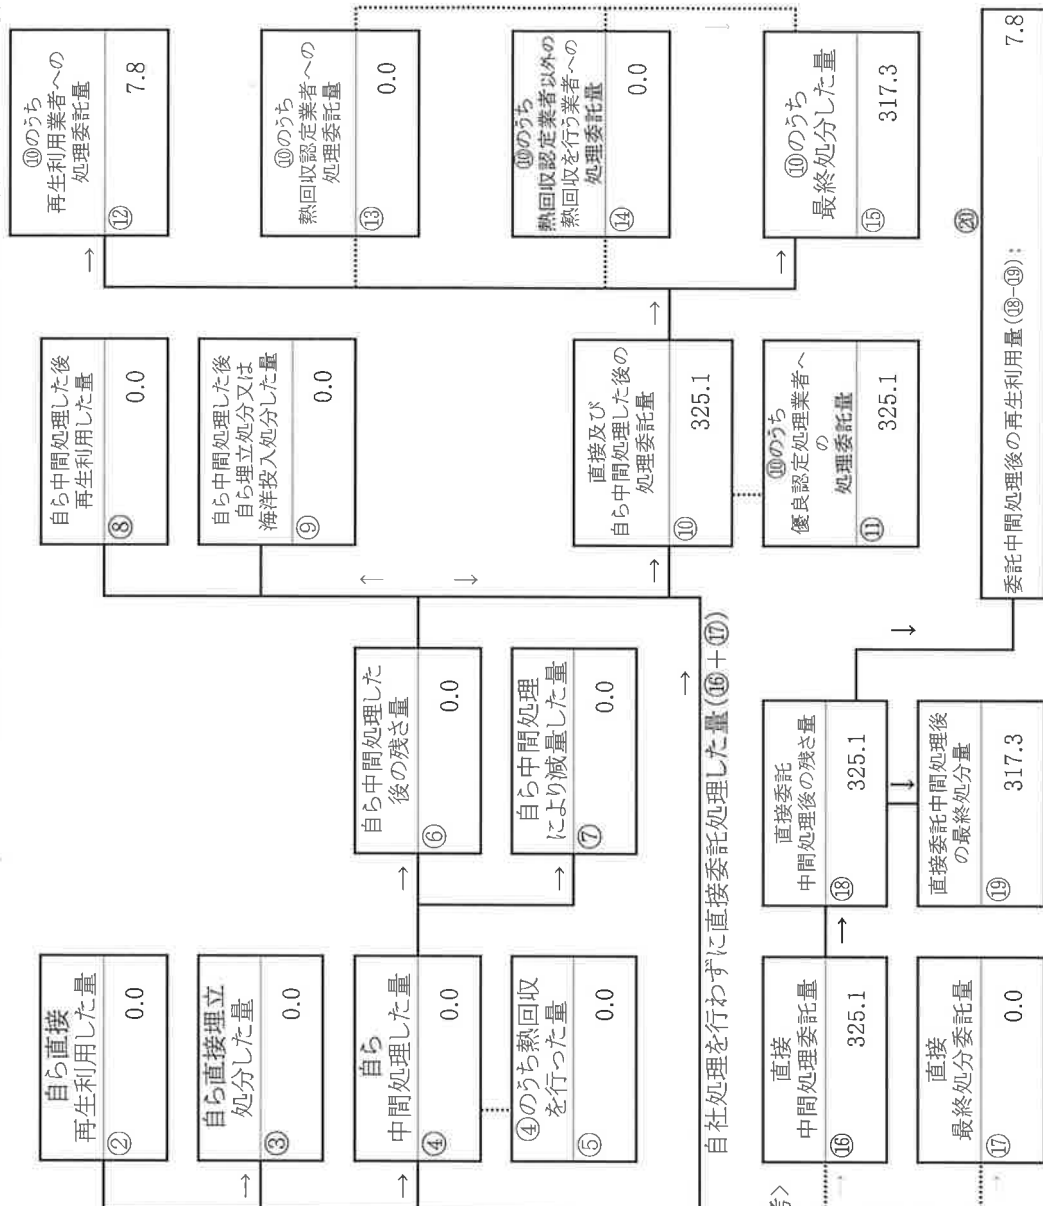 自ら直接
再生利用した量
②
0.0
自ら直接埋立
処分した量
③
0.0
自ら
中間処理した量
④
0.0
④のうち熱回収
を行った量
⑤
0.0
自ら中間処理した
後の残さ量
⑥
0.0
自ら中間処理
により減量した量
⑦
0.0
自ら中間処理した後
再生利用した量
⑧
0.0
自ら中間処理した後
自ら埋立処分又は
海洋投入処分した量
⑨
0.0
直接及び
自ら中間処理した後の
処理委託量
⑩
325.1
⑩のうち
優良認定処理業者へ
の
処理委託量
⑪
325.1
⑩のうち
再生利用業者への
処理委託量
⑫
7.8
⑩のうち
熱回収認定業者への
処理委託量
⑬
0.0
⑩のうち
熱回収認定業者以外の
熱回収を行う業者への
処理委託量
⑭
0.0
⑩のうち
最終処分した量
⑮
317.3
自社処理を行わずに直接委託処理した量(⑯+⑰)
直接
中間処理委託量
⑯
325.1
直接
最終処分委託量
⑰
0.0
直接委託
中間処理後の残さ量
⑱
325.1
直接委託中間処理後
の最終処分量
⑲
317.3
⑳
委託中間処理後の再生利用量(⑱-⑲):
7.8